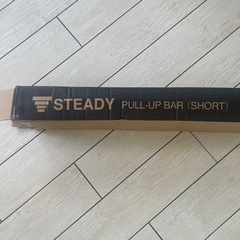 STEADY PULL-UP BAR (SHORT)